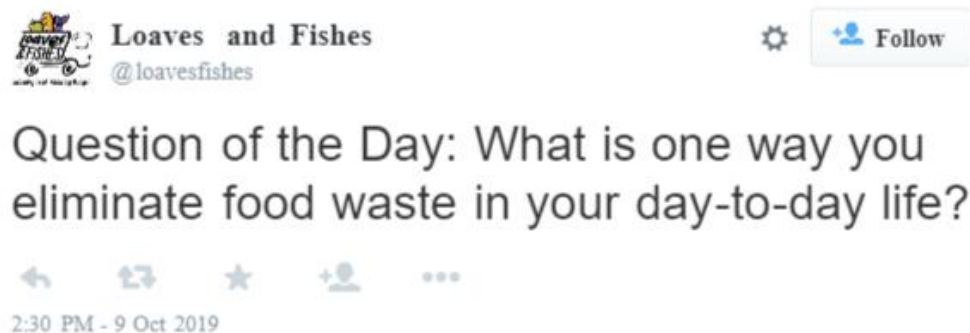 Loaves and Fishes
Follow
@loavesfishes
Question of the Day: What is one way you
eliminate food waste in your day-to-day life?
2:30 PM - 9 Oct 2019